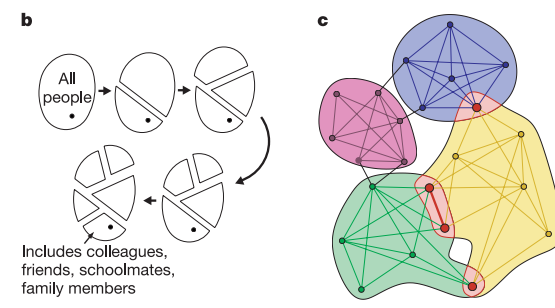 b
c
All
people
Includes colleagues,
friends, schoolmates,
family members